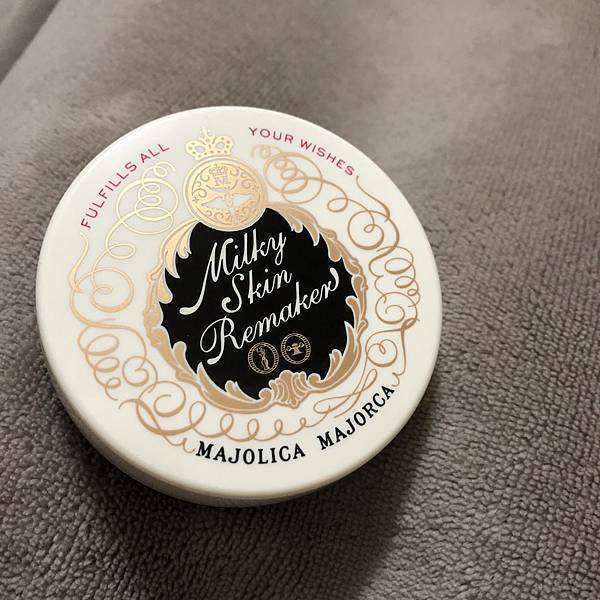 FULFILLS ALL YOUR WISHES
Milky
Skin
Remaker
MAJOLICA MAJORCA